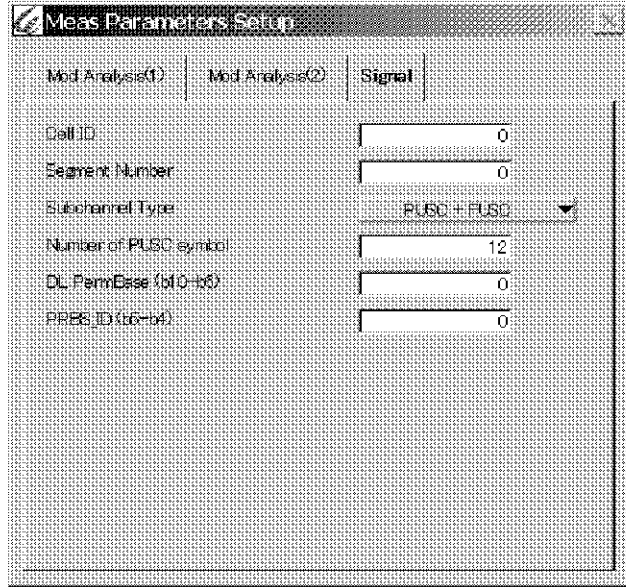 Meas Parameters Setup
Mod Analysis(1) Mod Analysis(2) Signal
Cell ID 0
Segment Number 0
Subchannel Type PUSC + FUSC
Number of PUSC symbol 12
DL PermBase (b10-b6) 0
PRBS_ID (b5-b4) 0